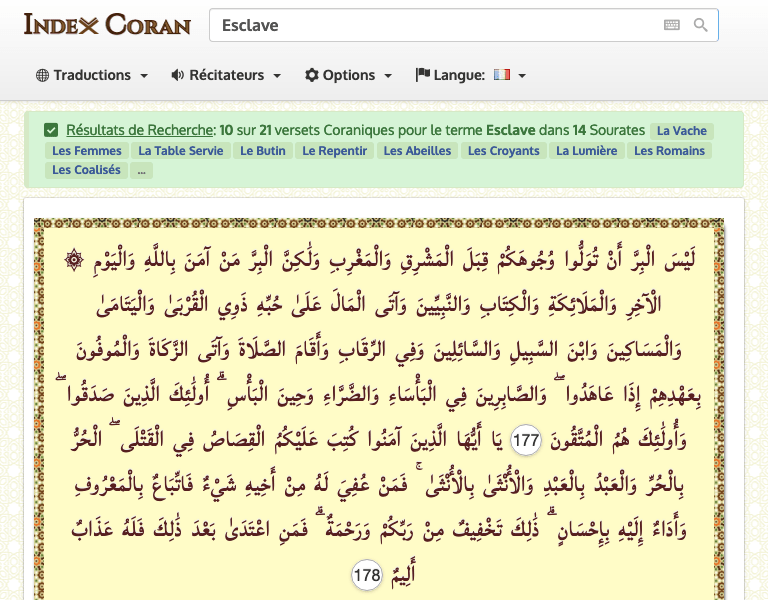 INDEX CORAN
Esclave
Traductions Récitateurs Options Langue:
Résultats de Recherche: 10 sur 21 versets Coraniques pour le terme Esclave dans 14 Sourates La Vache
Les Femmes La Table Servie Le Butin Le Repentir Les Abeilles Les Croyants La Lumière Les Romains
Les Coalisés ...
۞ لَيْسَ الْبِرَّ أَنْ تُوَلُّوا وُجُوهَكُمْ قِبَلَ الْمَشْرِقِ وَالْمَغْرِبِ وَلَٰكِنَّ الْبِرَّ مَنْ آمَنَ بِاللَّهِ وَالْيَوْمِ
الْآخِرِ وَالْمَلَائِكَةِ وَالْكِتَابِ وَالنَّبِيِّينَ وَآتَى الْمَالَ عَلَىٰ حُبِّهِ ذَوِي الْقُرْبَىٰ وَالْيَتَامَىٰ
وَالْمَسَاكِينَ وَابْنَ السَّبِيلِ وَالسَّائِلِينَ وَفِي الرِّقَابِ وَأَقَامَ الصَّلَاةَ وَآتَى الزَّكَاةَ وَالْمُوفُونَ
بِعَهْدِهِمْ إِذَا عَاهَدُوا ۖ وَالصَّابِرِينَ فِي الْبَأْسَاءِ وَالضَّرَّاءِ وَحِينَ الْبَأْسِ ۗ أُولَٰئِكَ الَّذِينَ صَدَقُوا ۖ
وَأُولَٰئِكَ هُمُ الْمُتَّقُونَ 177 يَا أَيُّهَا الَّذِينَ آمَنُوا كُتِبَ عَلَيْكُمُ الْقِصَاصُ فِي الْقَتْلَى ۖ الْحُرُّ
بِالْحُرِّ وَالْعَبْدُ بِالْعَبْدِ وَالْأُنْثَىٰ بِالْأُنْثَىٰ ۚ فَمَنْ عُفِيَ لَهُ مِنْ أَخِيهِ شَيْءٌ فَاتِّبَاعٌ بِالْمَعْرُوفِ
وَأَدَاءٌ إِلَيْهِ بِإِحْسَانٍ ۗ ذَٰلِكَ تَخْفِيفٌ مِنْ رَبِّكُمْ وَرَحْمَةٌ ۗ فَمَنِ اعْتَدَىٰ بَعْدَ ذَٰلِكَ فَلَهُ عَذَابٌ
أَلِيمٌ 178